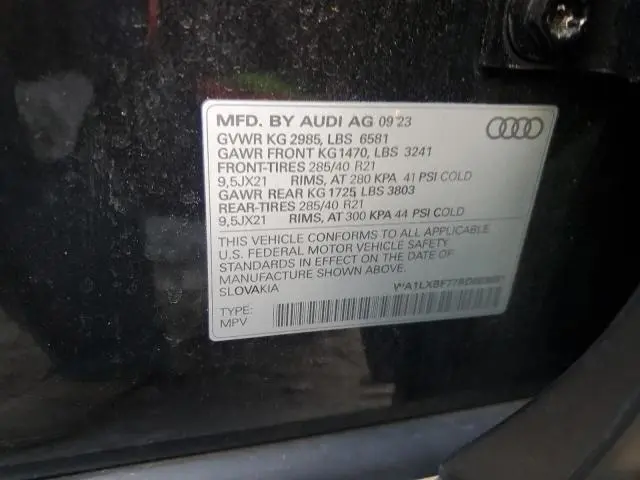 MFD. BY AUDI AG 09 23
GVWR KG 2985, LBS 6581
GAWR FRONT KG 1470, LBS 3241
FRONT-TIRES 285/40 R21
9,5JX21 RIMS, AT 280 KPA 41 PSI COLD
GAWR REAR KG 1725 LBS 3803
REAR-TIRES 285/40 R21
9,5JX21 RIMS, AT 300 KPA 44 PSI COLD
THIS VEHICLE CONFORMS TO ALL APPLICABLE
U.S. FEDERAL MOTOR VEHICLE SAFETY
STANDARDS IN EFFECT ON THE DATE OF
MANUFACTURE SHOWN ABOVE.
SLOVAKIA
TYPE:
MPV